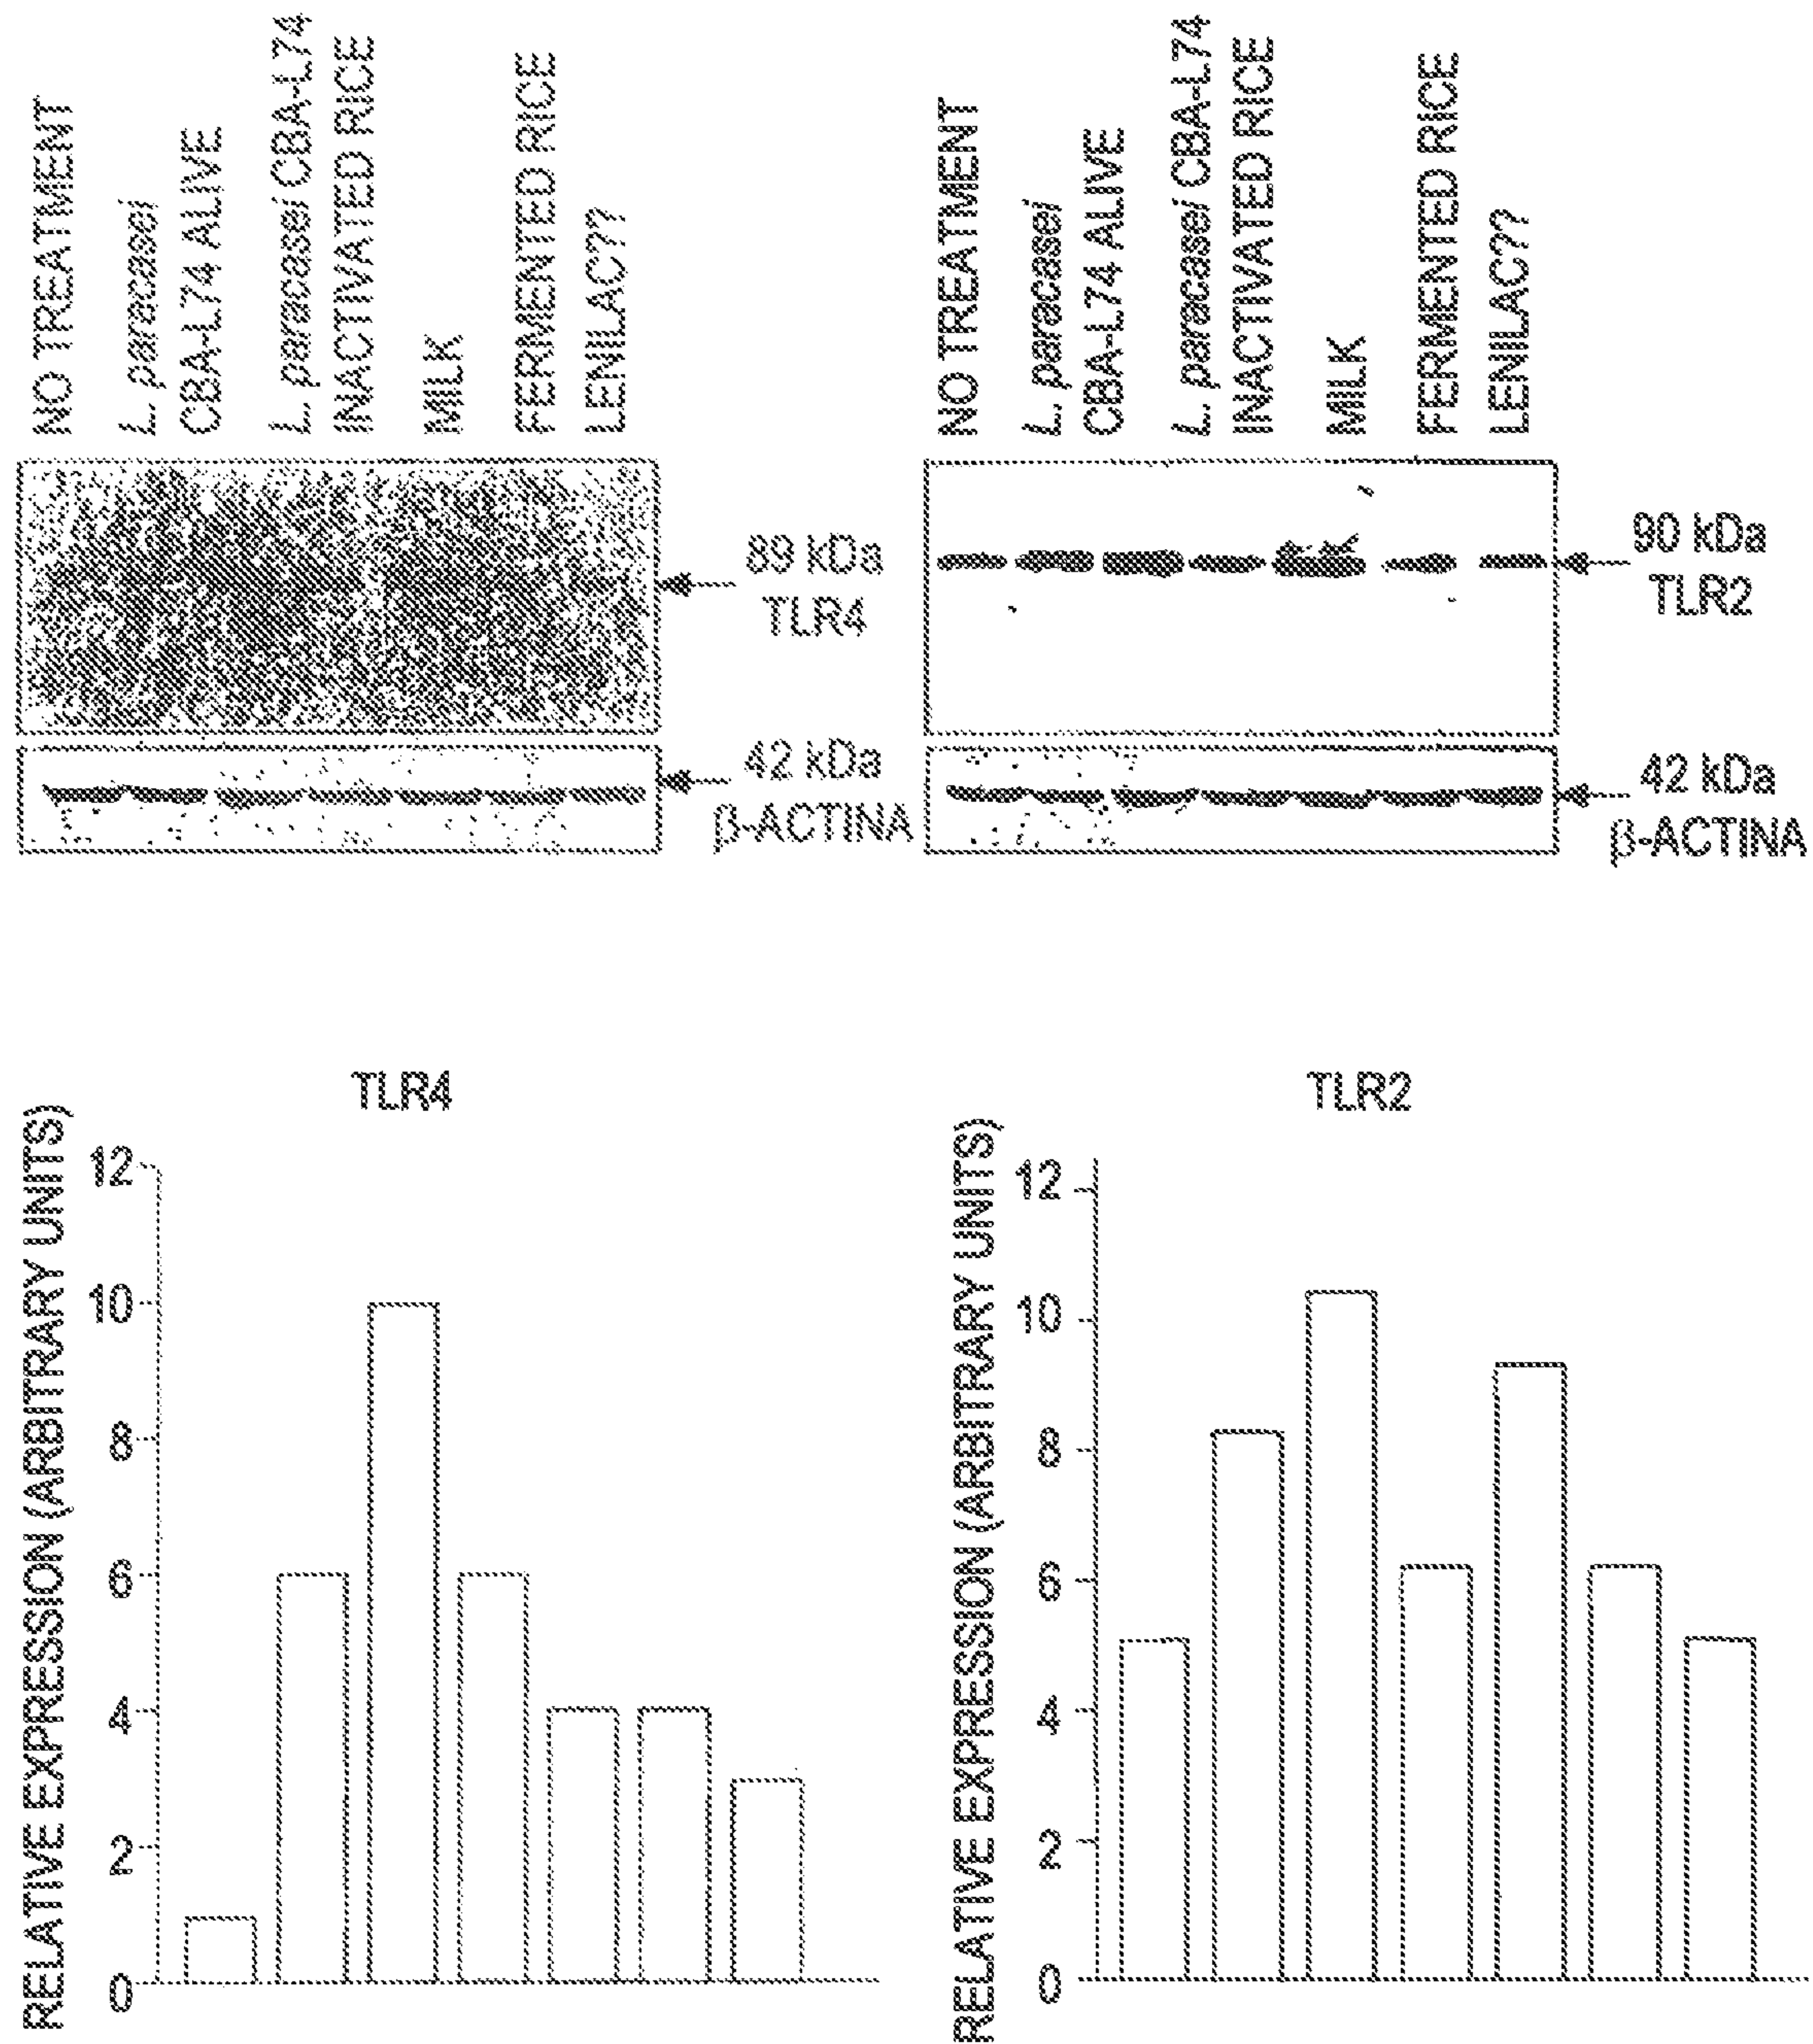 NO TREATMENT
L. paracasei
CBA-L74 ALIVE
L. paracasei CBA-L74
INACTIVATED RICE
MILK
FERMENTED RICE
LENILAC??
NO TREATMENT
L. paracasei
CBA-L74 ALIVE
L. paracasei CBA-L74
INACTIVATED RICE
MILK
FERMENTED RICE
LENILAC??
89 kDa
TLR4
90 kDa
TLR2
42 kDa
β-ACTINA
42 kDa
β-ACTINA
TLR4
RELATIVE EXPRESSION (ARBITRARY UNITS)
12
10
8
6
4
2
0
TLR2
RELATIVE EXPRESSION (ARBITRARY UNITS)
12
10
8
6
4
2
0